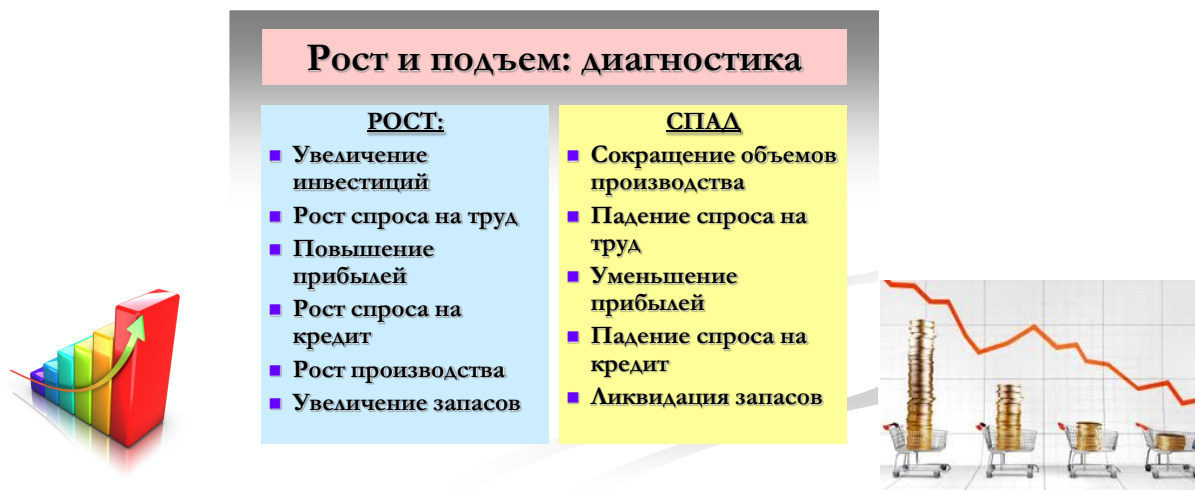 Рост и подъем: диагностика
РОСТ:
Увеличение
инвестиций
Рост спроса на труд
Повышение
прибылей
Рост спроса на
кредит
Рост производства
Увеличение запасов
СПАД
Сокращение объемов
производства
Падение спроса на
труд
Уменьшение
прибылей
Падение спроса на
кредит
Ликвидация запасов